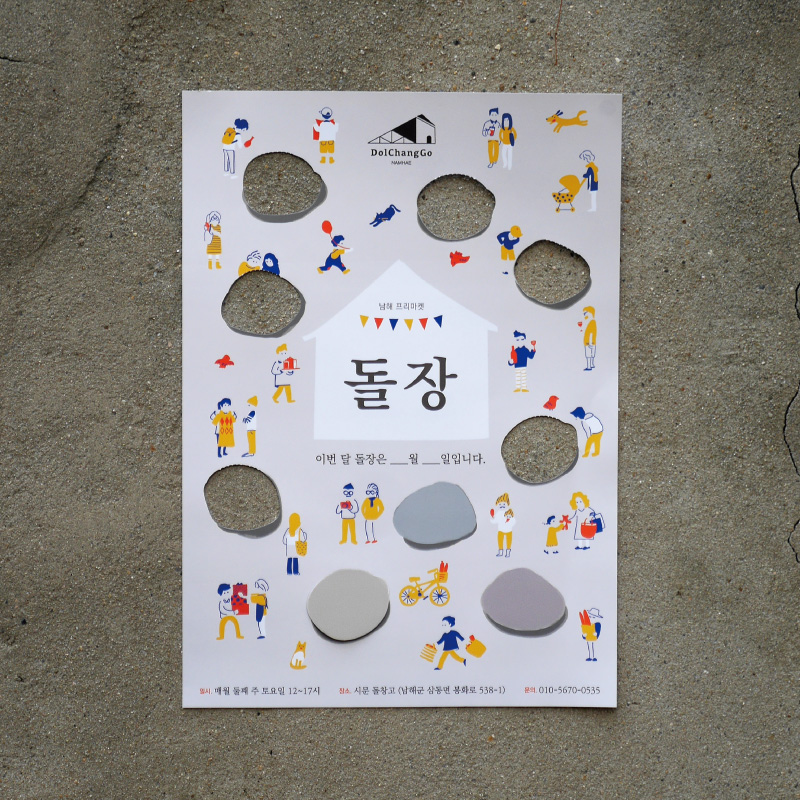 DolChangGo
NAMHAE
남해 프리마켓
돌장
이번 달 돌장은 ___월 ___일입니다.
일시. 매월 둘째 주 토요일 12~17시
장소. 시문 돌창고 (남해군 삼동면 봉화로 538-1)
문의. 010-5670-0535